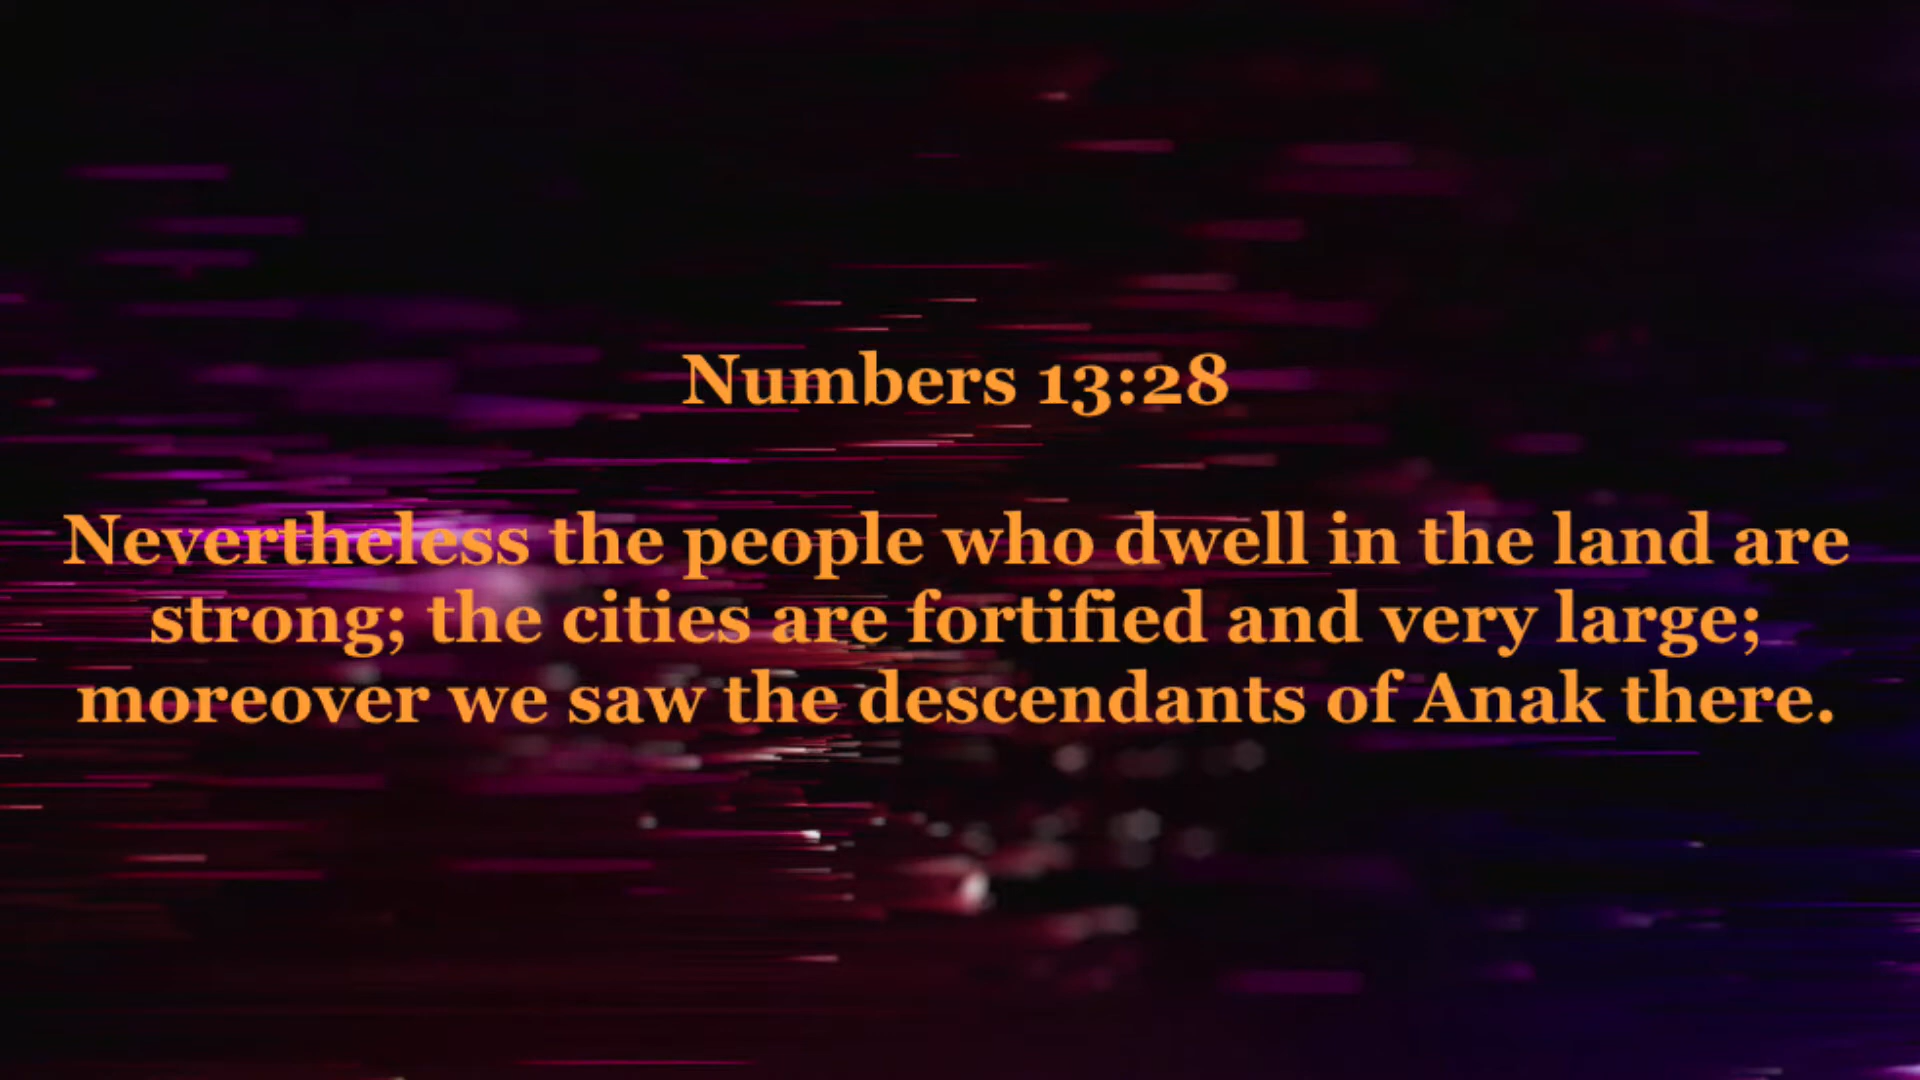 Numbers 13:28
Nevertheless the people who dwell in the land are
strong; the cities are fortified and very large;
moreover we saw the descendants of Anak there.